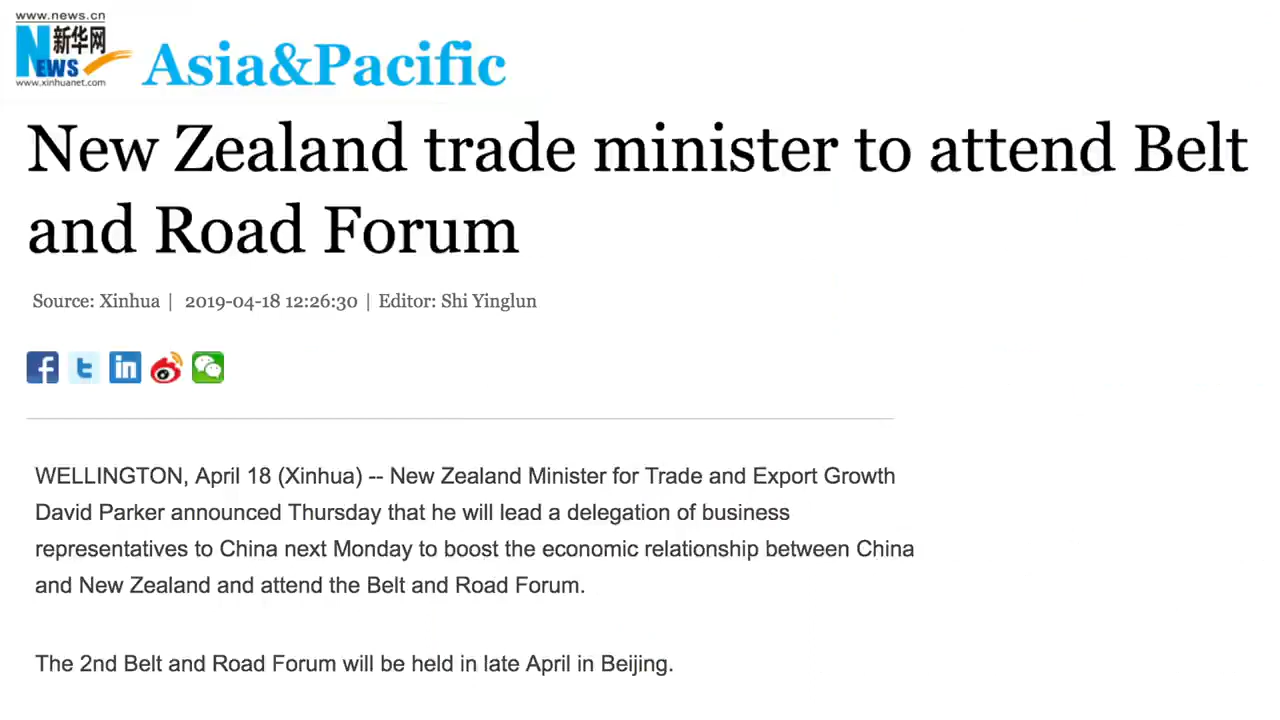 www.news.cn
新华网
NEWS
www.xinhuanet.com
Asia&Pacific
New Zealand trade minister to attend Belt
and Road Forum
Source: Xinhua | 2019-04-18 12:26:30 | Editor: Shi Yinglun
WELLINGTON, April 18 (Xinhua) -- New Zealand Minister for Trade and Export Growth
David Parker announced Thursday that he will lead a delegation of business
representatives to China next Monday to boost the economic relationship between China
and New Zealand and attend the Belt and Road Forum.
The 2nd Belt and Road Forum will be held in late April in Beijing.